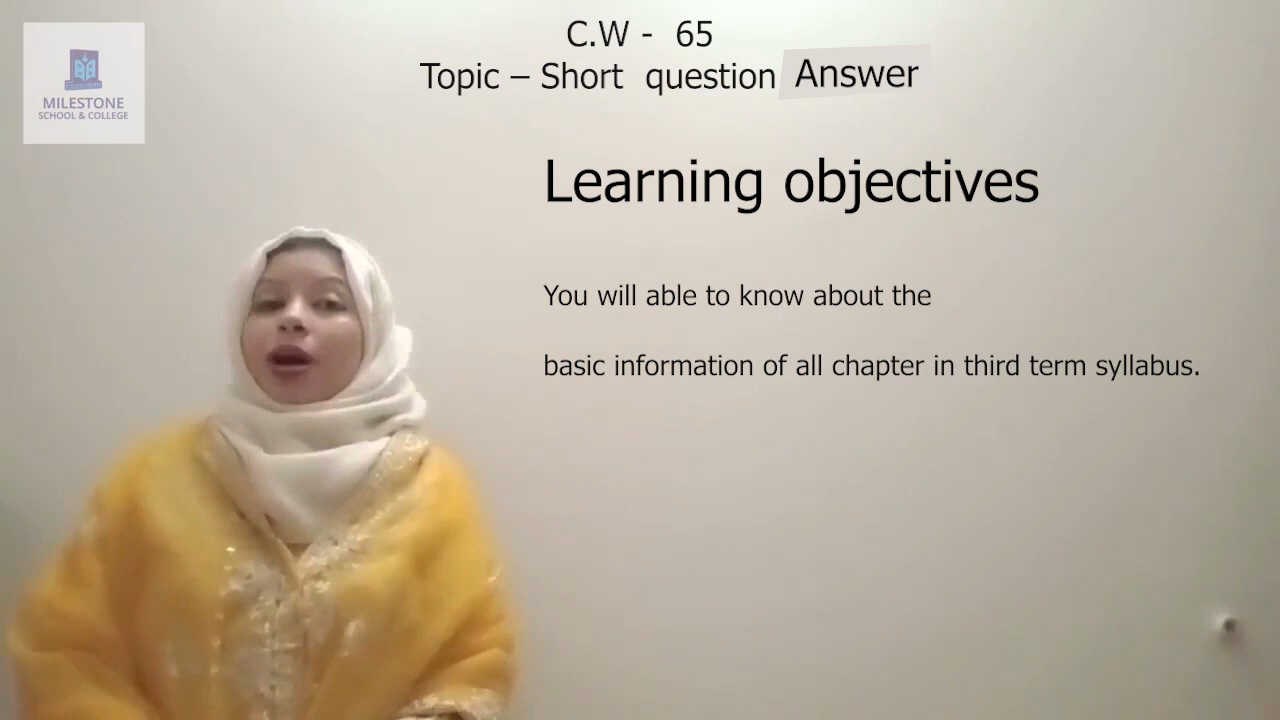 MILESTONE
SCHOOL & COLLEGE
C.W - 65
Topic – Short question Answer
Learning objectives
You will able to know about the
basic information of all chapter in third term syllabus.